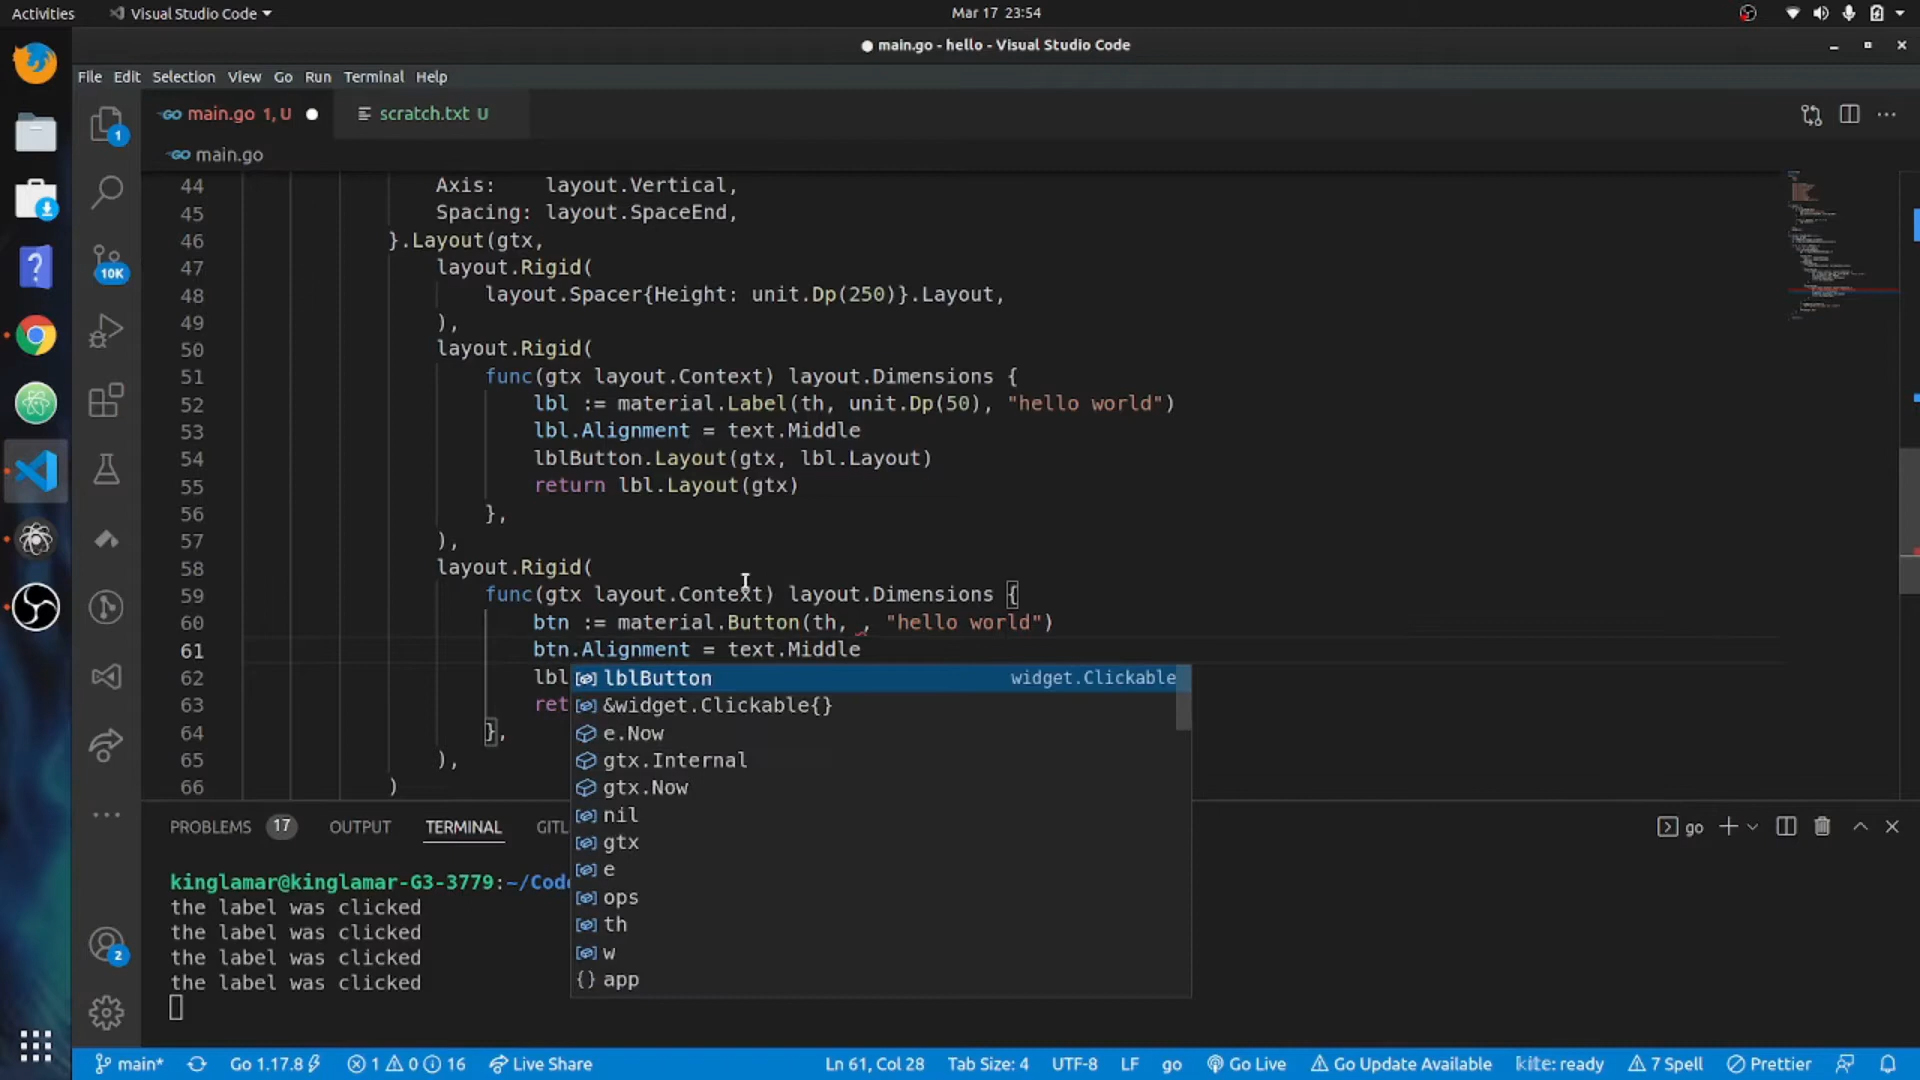 Activities
Visual Studio Code
Mar 17 23:54
● main.go - hello - Visual Studio Code
File Edit Selection View Go Run Terminal Help
main.go 1, U
scratch.txt U
main.go
44 Axis: layout.Vertical,
45 Spacing: layout.SpaceEnd,
46 }.Layout(gtx,
47 layout.Rigid(
48 layout.Spacer{Height: unit.Dp(250)}.Layout,
49 ),
50 layout.Rigid(
51 func(gtx layout.Context) layout.Dimensions {
52 lbl := material.Label(th, unit.Dp(50), "hello world")
53 lbl.Alignment = text.Middle
54 lblButton.Layout(gtx, lbl.Layout)
55 return lbl.Layout(gtx)
56 },
57 ),
58 layout.Rigid(
59 func(gtx layout.Context) layout.Dimensions {
60 btn := material.Button(th, , "hello world")
61 btn.Alignment = text.Middle
62 lbl
63 ret
64 },
65 ),
66 )
lblButton widget.Clickable
&widget.Clickable{}
e.Now
gtx.Internal
gtx.Now
nil
gtx
e
ops
th
w
{} app
1
10K
2
PROBLEMS 17 OUTPUT TERMINAL GITL
go
kinglamar@kinglamar-G3-3779:~/Code
the label was clicked
the label was clicked
the label was clicked
the label was clicked
main* Go 1.17.8 1 0 16 Live Share Ln 61, Col 28 Tab Size: 4 UTF-8 LF go Go Live Go Update Available kite: ready 7 Spell Prettier